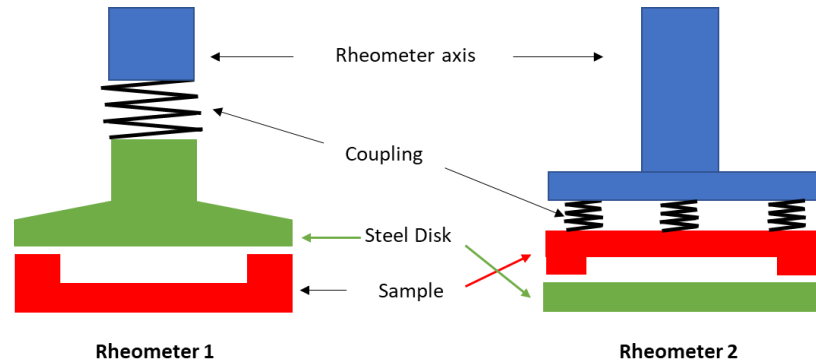 Rheometer axis
Coupling
Steel Disk
Sample
Rheometer 1
Rheometer 2